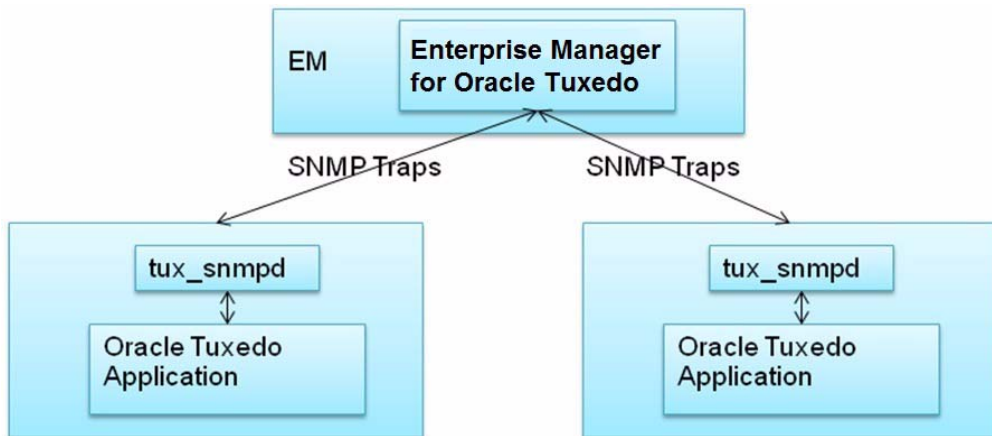 EM
Enterprise Manager
for Oracle Tuxedo
SNMP Traps
SNMP Traps
tux_snmpd
Oracle Tuxedo
Application
tux_snmpd
Oracle Tuxedo
Application